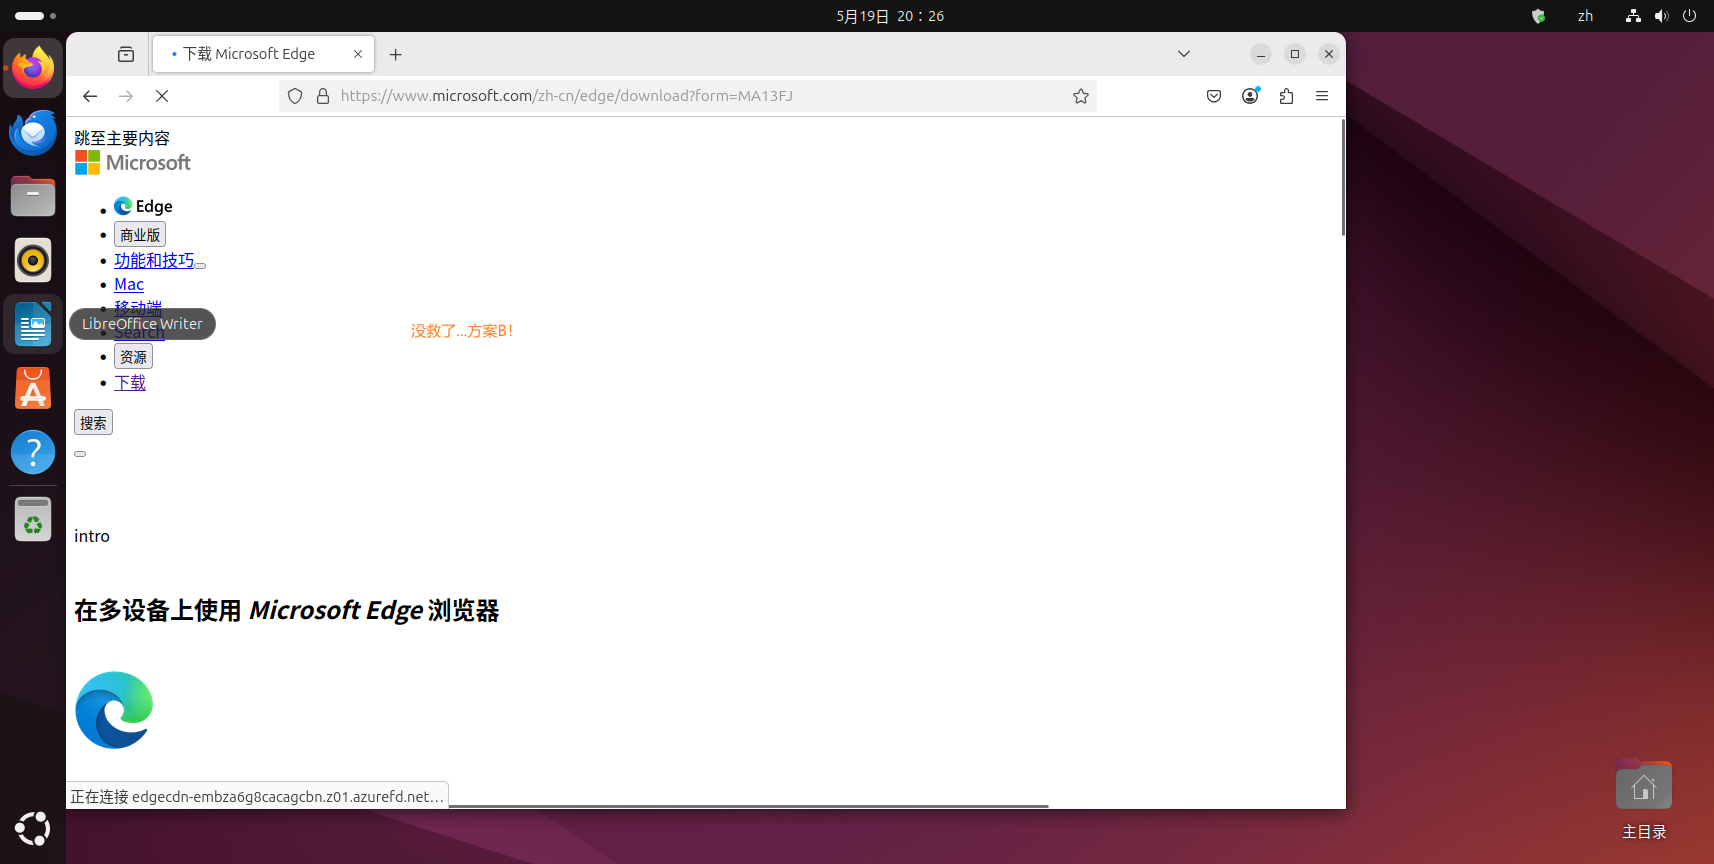 5月19日 20：26
zh
下载 Microsoft Edge
https://www.microsoft.com/zh-cn/edge/download?form=MA13FJ
跳至主要内容
Microsoft
Edge
商业版
功能和技巧
Mac
移动端
LibreOffice Writer
Search
没救了...方案B!
资源
下载
搜索
intro
在多设备上使用 Microsoft Edge 浏览器
正在连接 edgecdn-embza6g8cacagcbn.z01.azurefd.net…
主目录